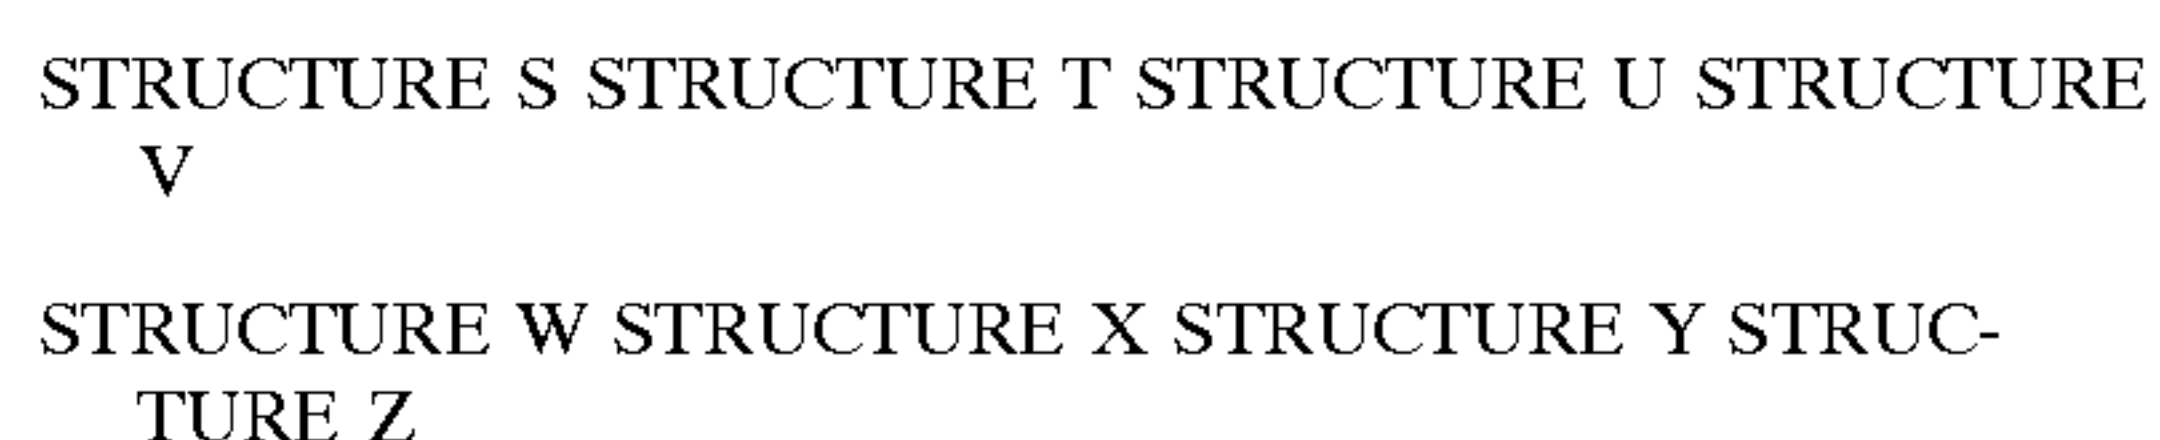 STRUCTURE S STRUCTURE T STRUCTURE U STRUCTURE
V
STRUCTURE W STRUCTURE X STRUCTURE Y STRUC-
TURE Z